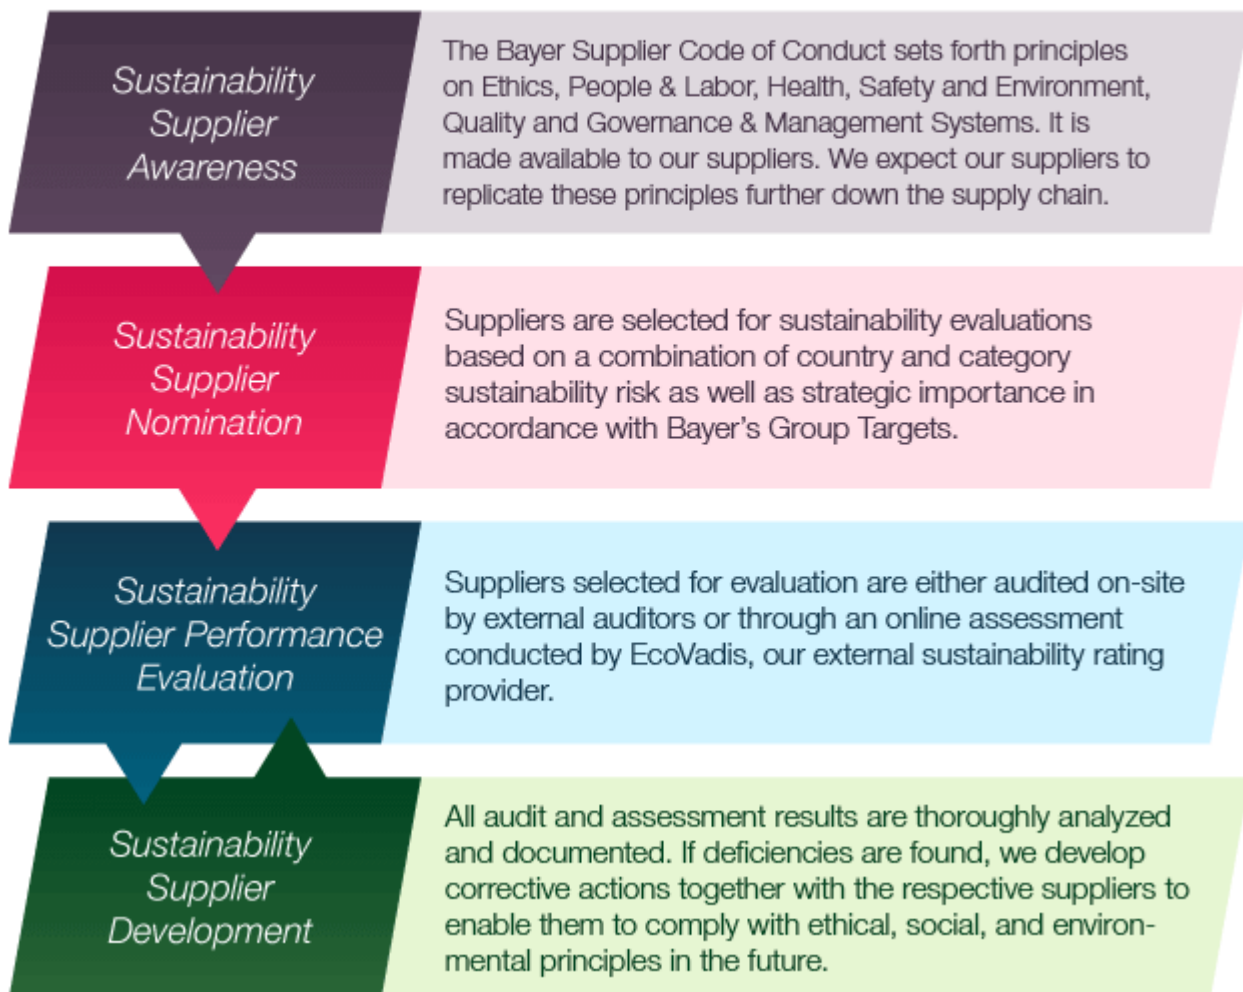 Sustainability
Supplier
Awareness
The Bayer Supplier Code of Conduct sets forth principles
on Ethics, People & Labor, Health, Safety and Environment,
Quality and Governance & Management Systems. It is
made available to our suppliers. We expect our suppliers to
replicate these principles further down the supply chain.
Sustainability
Supplier
Nomination
Suppliers are selected for sustainability evaluations
based on a combination of country and category
sustainability risk as well as strategic importance in
accordance with Bayer’s Group Targets.
Sustainability
Supplier Performance
Evaluation
Suppliers selected for evaluation are either audited on-site
by external auditors or through an online assessment
conducted by EcoVadis, our external sustainability rating
provider.
Sustainability
Supplier
Development
All audit and assessment results are thoroughly analyzed
and documented. If deficiencies are found, we develop
corrective actions together with the respective suppliers to
enable them to comply with ethical, social, and environ-
mental principles in the future.